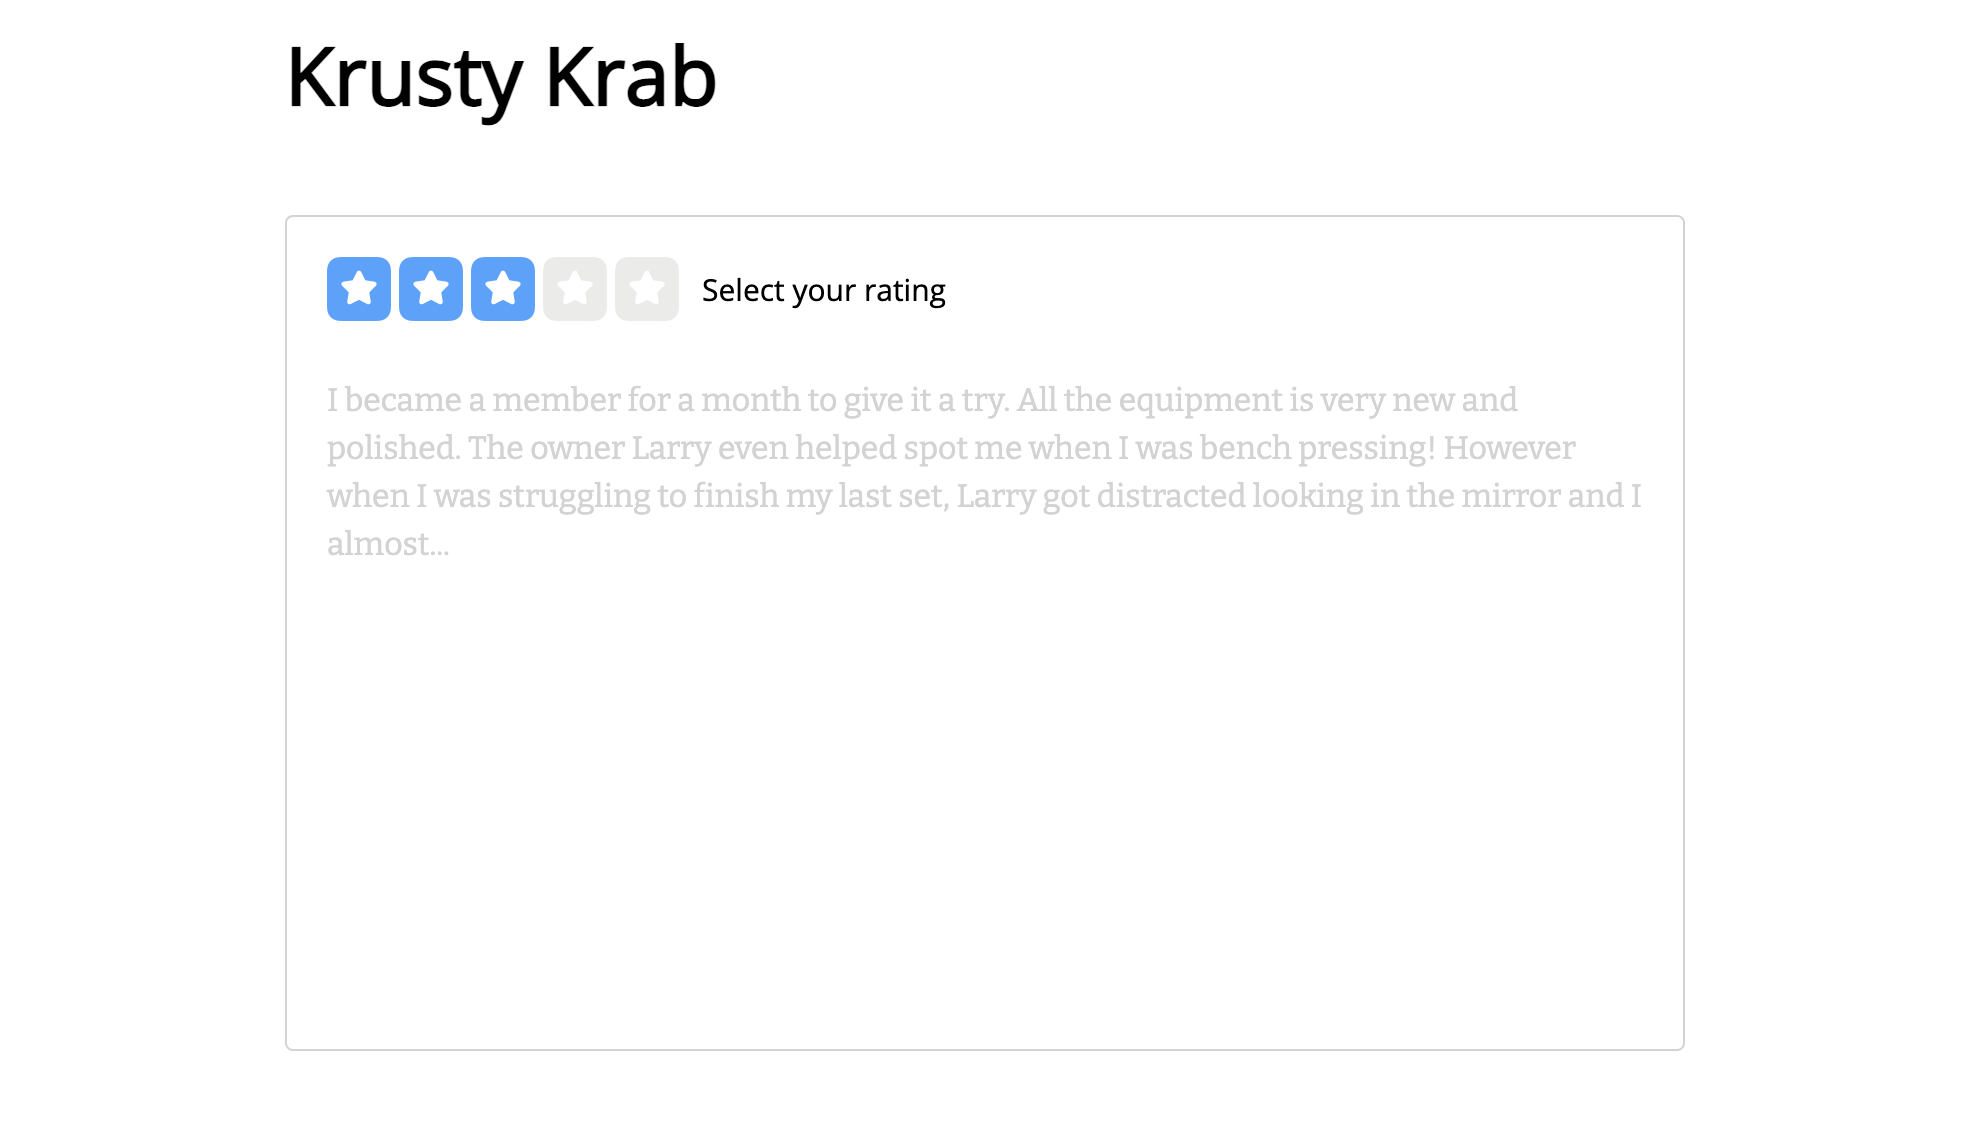 Krusty Krab
Select your rating
I became a member for a month to give it a try. All the equipment is very new and
polished. The owner Larry even helped spot me when I was bench pressing! However
when I was struggling to finish my last set, Larry got distracted looking in the mirror and I
almost...